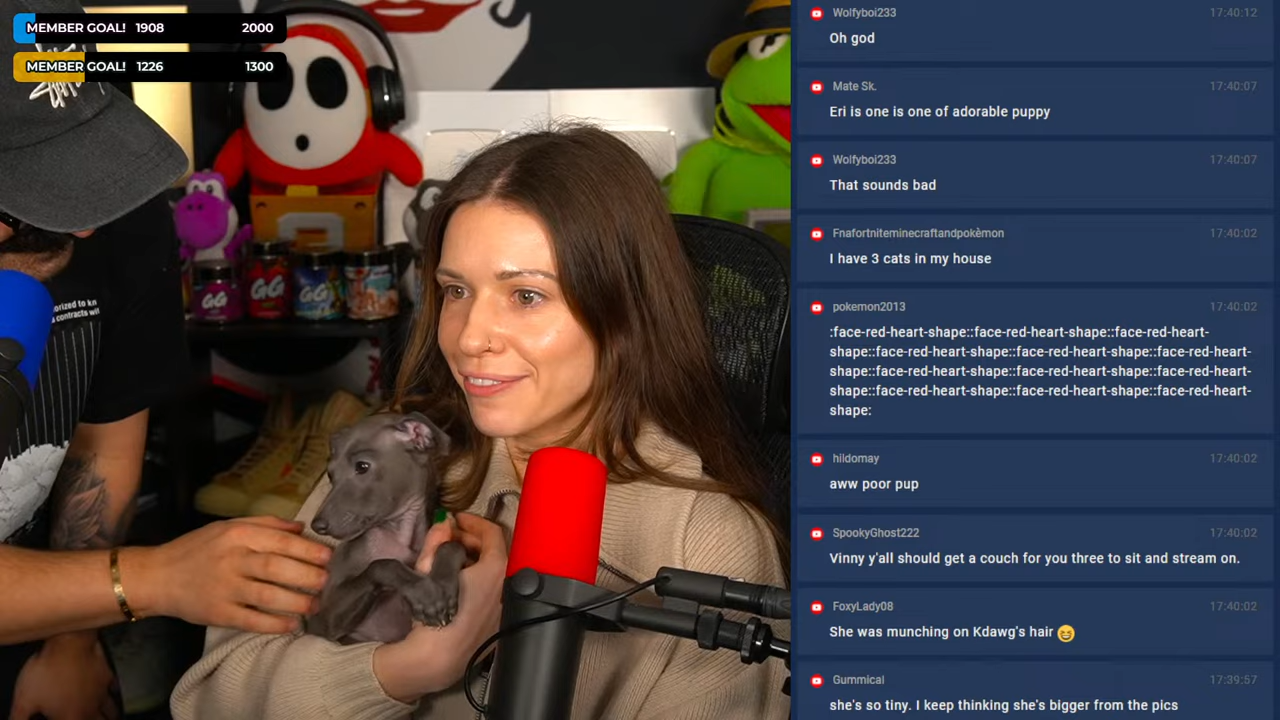 MEMBER GOAL! 1908 2000
MEMBER GOAL! 1226 1300
GG
GG
orized to kn
contracts wit
Wolfyboi233 17:40:12
Oh god
Mate Sk. 17:40:07
Eri is one is one of adorable puppy
Wolfyboi233 17:40:07
That sounds bad
Fnafortniteminecraftandpokèmon 17:40:02
I have 3 cats in my house
pokemon2013 17:40:02
:face-red-heart-shape::face-red-heart-shape::face-red-heart-
shape::face-red-heart-shape::face-red-heart-shape::face-red-heart-
shape::face-red-heart-shape::face-red-heart-shape::face-red-heart-
shape::face-red-heart-shape::face-red-heart-shape::face-red-heart-
shape:
hildomay 17:40:02
aww poor pup
SpookyGhost222 17:40:02
Vinny y'all should get a couch for you three to sit and stream on.
FoxyLady08 17:40:02
She was munching on Kdawg's hair 😆
Gummical 17:39:57
she's so tiny. I keep thinking she's bigger from the pics